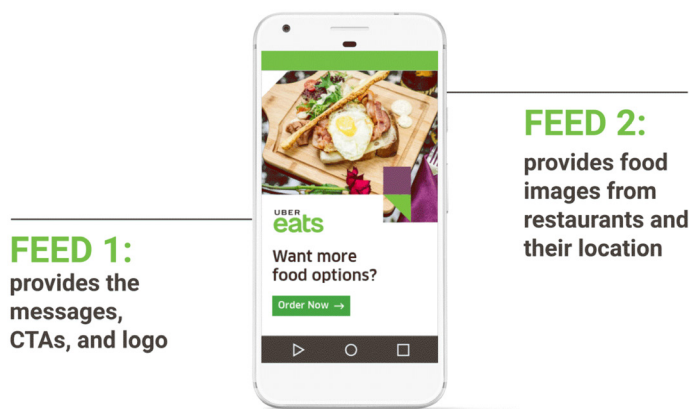 FEED 1:
provides the
messages,
CTAs, and logo
UBER
eats
Want more
food options?
Order Now →
FEED 2:
provides food
images from
restaurants and
their location